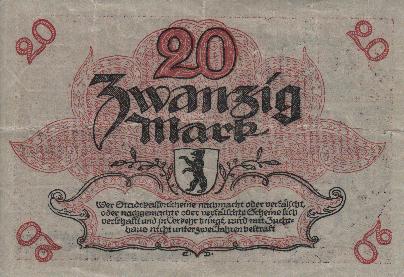 20
20
20
Zwanzig
Mark
Wer Stadtkassenscheine nachmacht oder verfälscht,
oder nachgemachte oder verfälschte Scheine sich
verschafft und in Verkehr bringt, wird mit Zucht-
haus nicht unter zwei Jahren bestraft
20
20